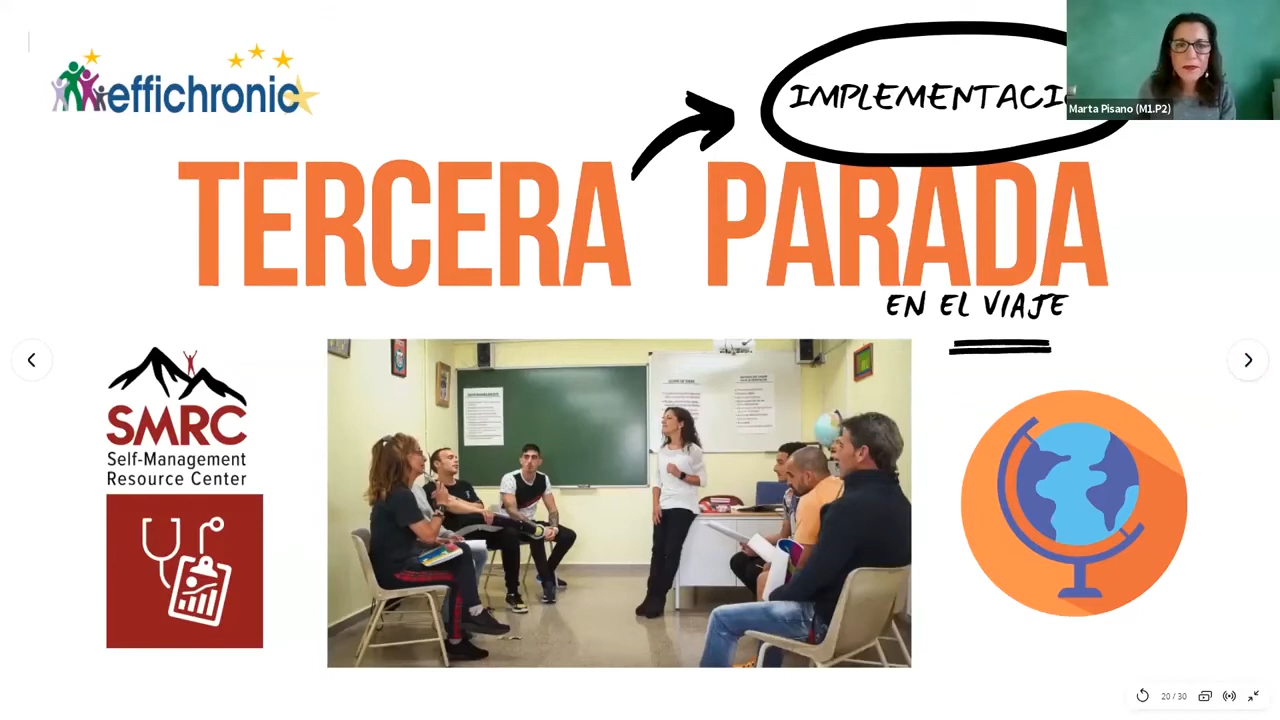 effichronic
IMPLEMENTACI
Marta Pisano (M1.P2)
TERCERA PARADA
EN EL VIAJE
SMRC
Self-Management
Resource Center
20 / 30